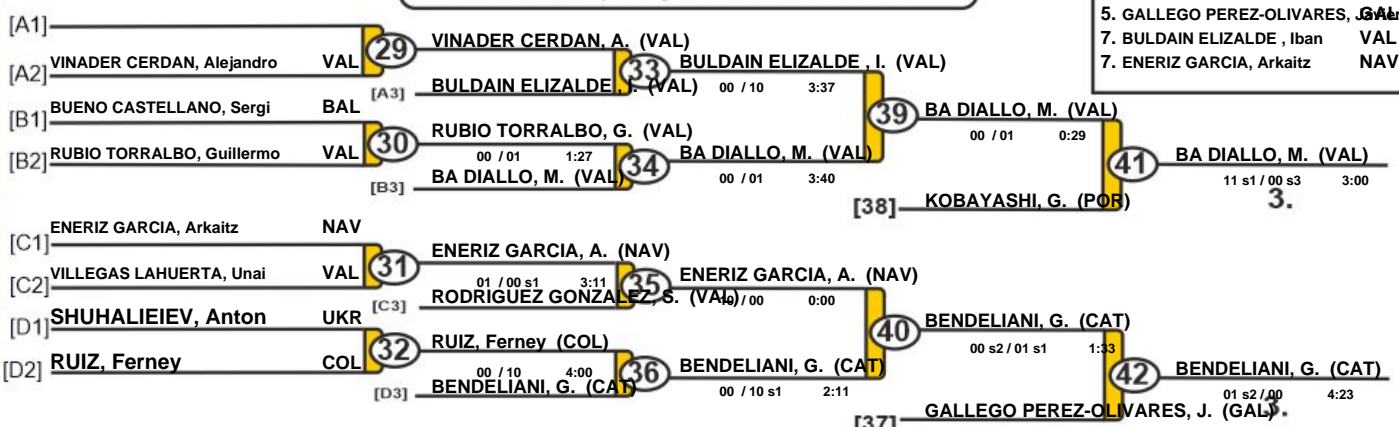 5. GALLEGO PEREZ-OLIVARES, Javier GAL
7. BULDAIN ELIZALDE , Iban VAL
7. ENERIZ GARCIA, Arkaitz NAV
[A1]
[A2] VINADER CERDAN, Alejandro VAL
29 VINADER CERDAN, A. (VAL)
[A3] BULDAIN ELIZALDE , I. (VAL)
33 BULDAIN ELIZALDE , I. (VAL)
00 / 10 3:37
[B1] BUENO CASTELLANO, Sergi BAL
[B2] RUBIO TORRALBO, Guillermo VAL
30 RUBIO TORRALBO, G. (VAL)
00 / 01 1:27
[B3] BA DIALLO, M. (VAL)
34 BA DIALLO, M. (VAL)
00 / 01 3:40
39 BA DIALLO, M. (VAL)
00 / 01 0:29
[38] KOBAYASHI, G. (POR)
41 BA DIALLO, M. (VAL)
11 s1 / 00 s3 3:00
3.
[C1] ENERIZ GARCIA, Arkaitz NAV
[C2] VILLEGAS LAHUERTA, Unai VAL
31 ENERIZ GARCIA, A. (NAV)
01 / 00 s1 3:11
[C3] RODRIGUEZ GONZALEZ, S. (VAL)
35 ENERIZ GARCIA, A. (NAV)
10 / 00 0:00
[D1] SHUHALIEIEV, Anton UKR
[D2] RUIZ, Ferney COL
32 RUIZ, Ferney (COL)
00 / 10 4:00
[D3] BENDELIANI, G. (CAT)
36 BENDELIANI, G. (CAT)
00 / 10 s1 2:11
40 BENDELIANI, G. (CAT)
00 s2 / 01 s1 1:33
[37] GALLEGO PEREZ-OLIVARES, J. (GAL)
42 BENDELIANI, G. (CAT)
01 s2 / 00 4:23
3.